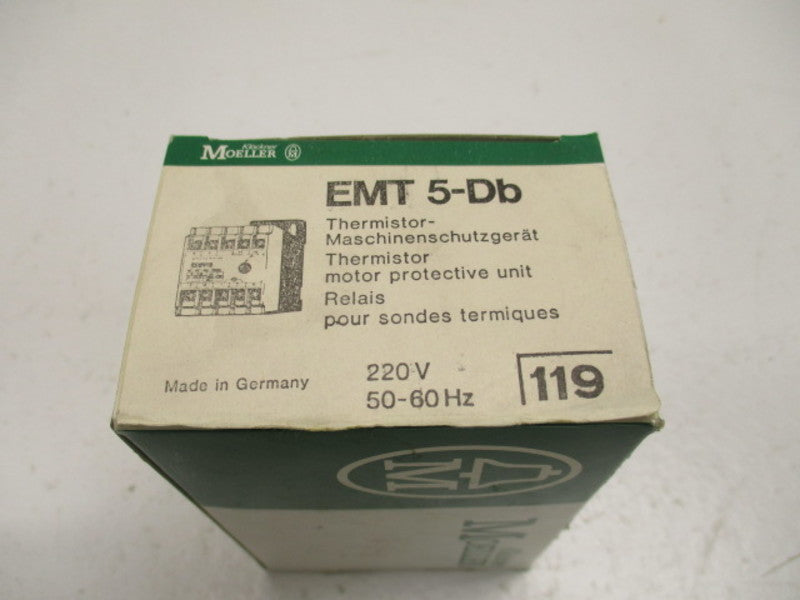 Klöckner
MOELLER
EMT 5-Db
Thermistor-
Maschinenschutzgerät
Thermistor
motor protective unit
Relais
pour sondes termiques
Made in Germany
220 V
50-60 Hz
119
M